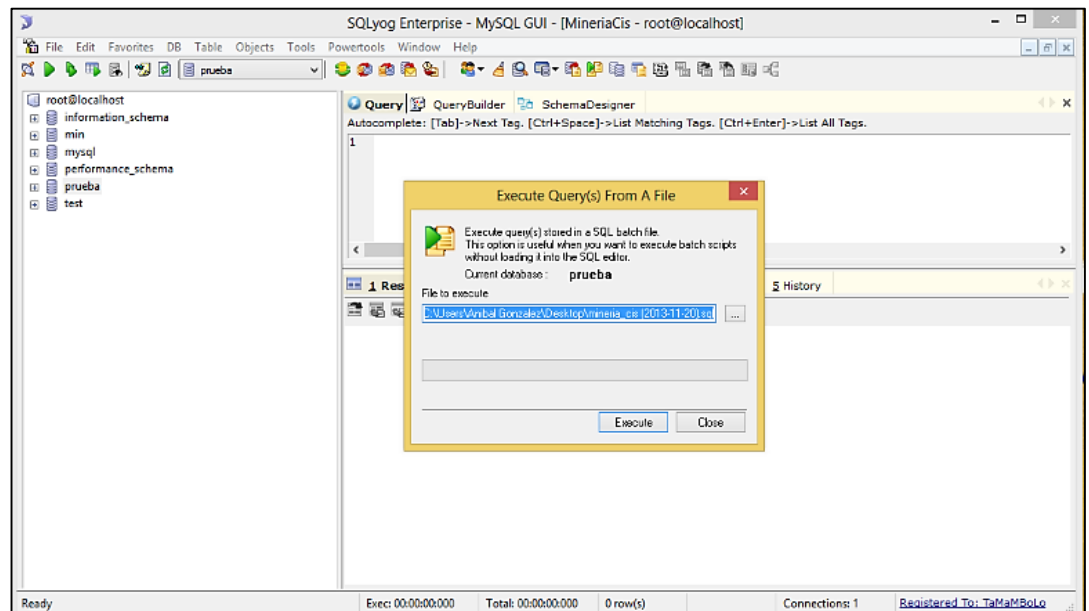 SQLyog Enterprise - MySQL GUI - [MineriaCis - root@localhost]
File Edit Favorites DB Table Objects Tools Powertools Window Help
prueba
root@localhost
information_schema
min
mysql
performance_schema
prueba
test
Query QueryBuilder SchemaDesigner
Autocomplete: [Tab]->Next Tag. [Ctrl+Space]->List Matching Tags. [Ctrl+Enter]->List All Tags.
1
Execute Query(s) From A File
Execute query(s) stored in a SQL batch file.
This option is useful when you want to execute batch scripts
without loading it into the SQL editor.
Current database : prueba
File to execute
C:\Users\Anibal Gonzalez\Desktop\mineria_cis (2013-11-20).sql
...
Execute Close
1 Res
5 History
Ready Exec: 00:00:00:000 Total: 00:00:00:000 0 row(s) Connections: 1 Registered To: TaMaMBoLo